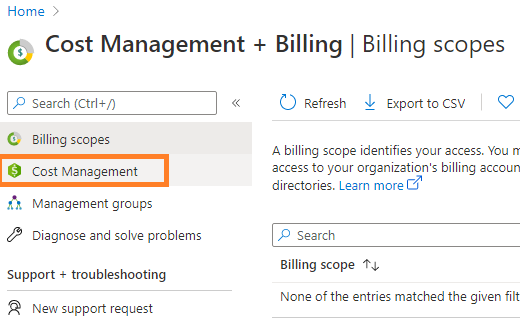 Home >
Cost Management + Billing | Billing scopes
Search (Ctrl+/)
«
Billing scopes
Cost Management
Management groups
Diagnose and solve problems
Support + troubleshooting
New support request
Refresh
Export to CSV
A billing scope identifies your access. You m
access to your organization's billing accoun
directories. Learn more
Search
Billing scope ↑↓
None of the entries matched the given filt